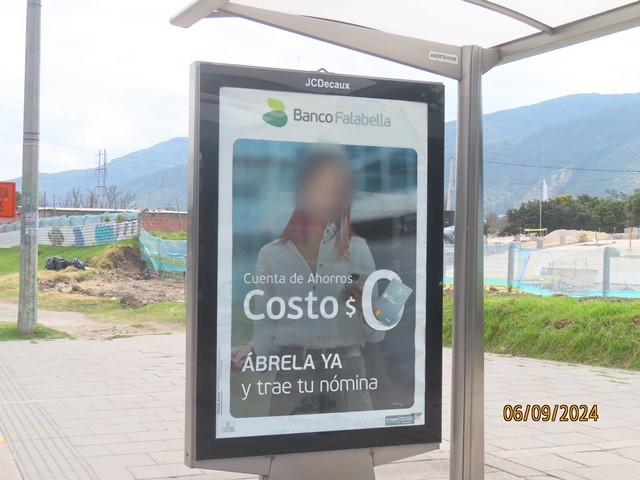 JCDecaux
Banco Falabella
Cuenta de Ahorros
Costo $0
ÁBRELA YA
y trae tu nómina
06/09/2024